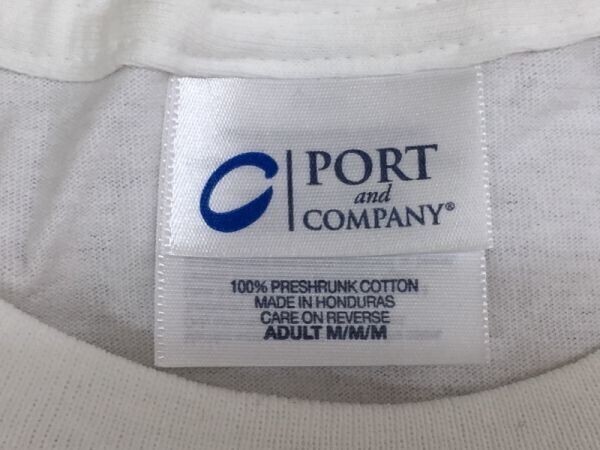 PORT
and
COMPANY®
100% PRESHRUNK COTTON
MADE IN HONDURAS
CARE ON REVERSE
ADULT M/M/M